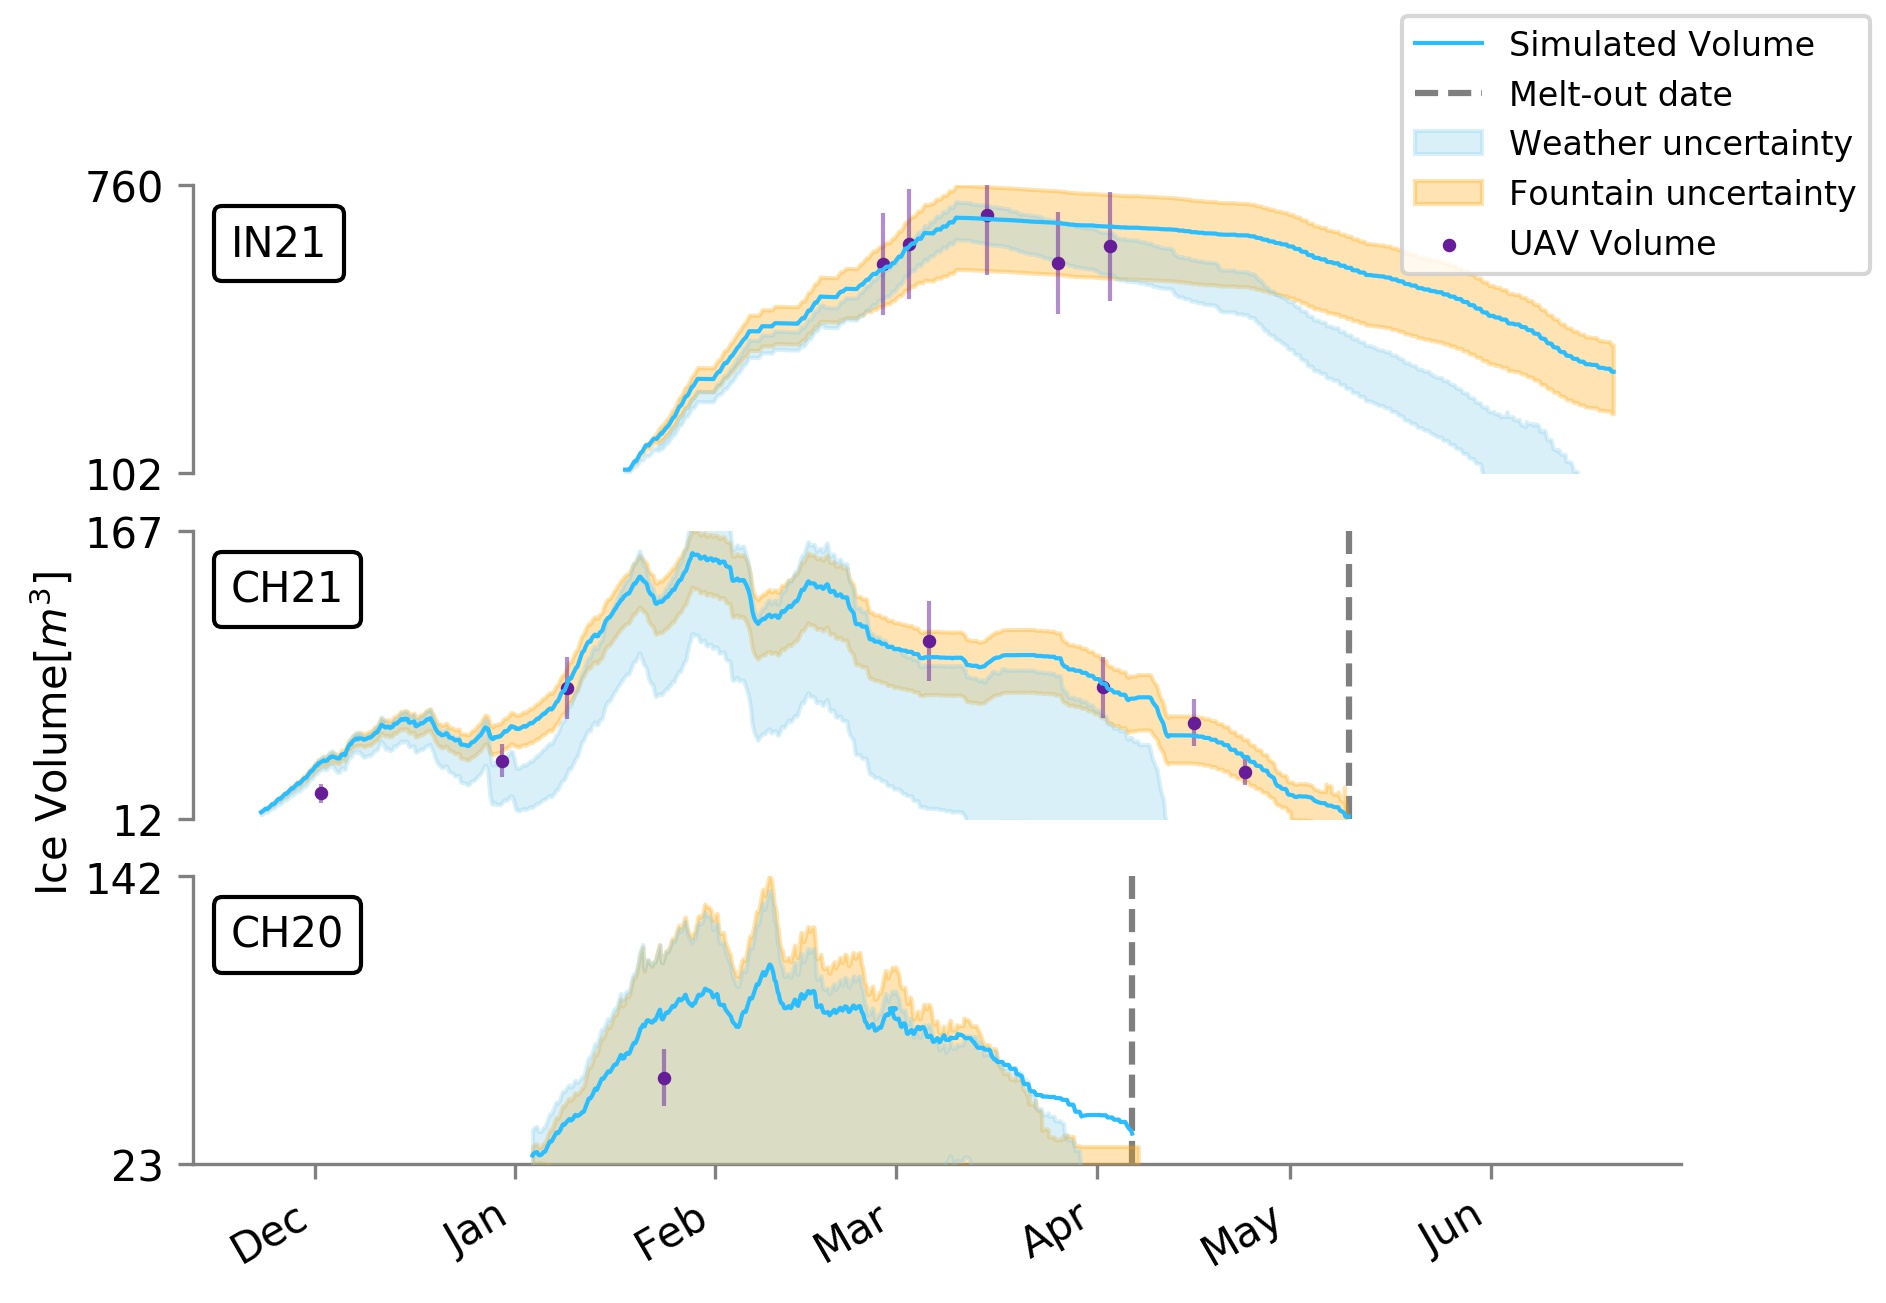 Simulated Volume
Melt-out date
Weather uncertainty
Fountain uncertainty
UAV Volume
760
IN21
102
167
CH21
Ice Volume[m³]
12
142
CH20
23
Dec Jan Feb Mar Apr May Jun